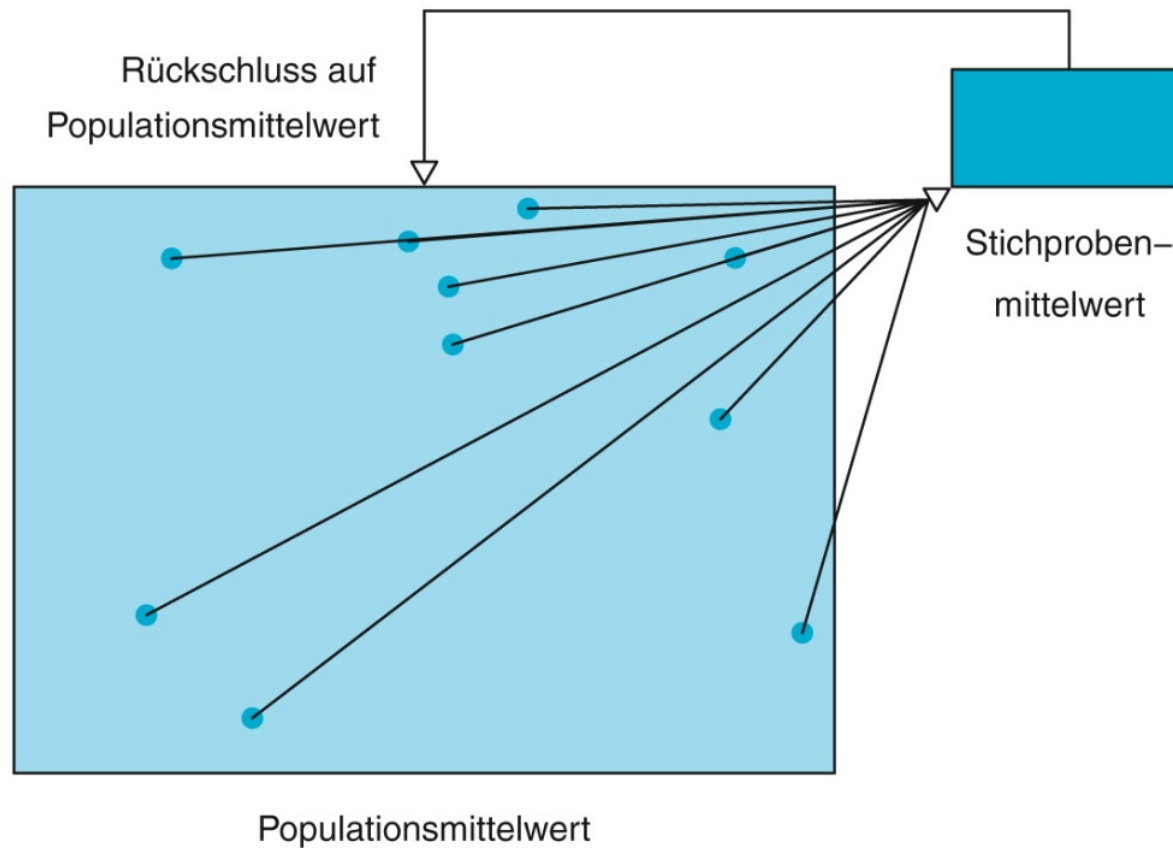 Rückschluss auf
Populationsmittelwert
Stichproben–
mittelwert
Populationsmittelwert